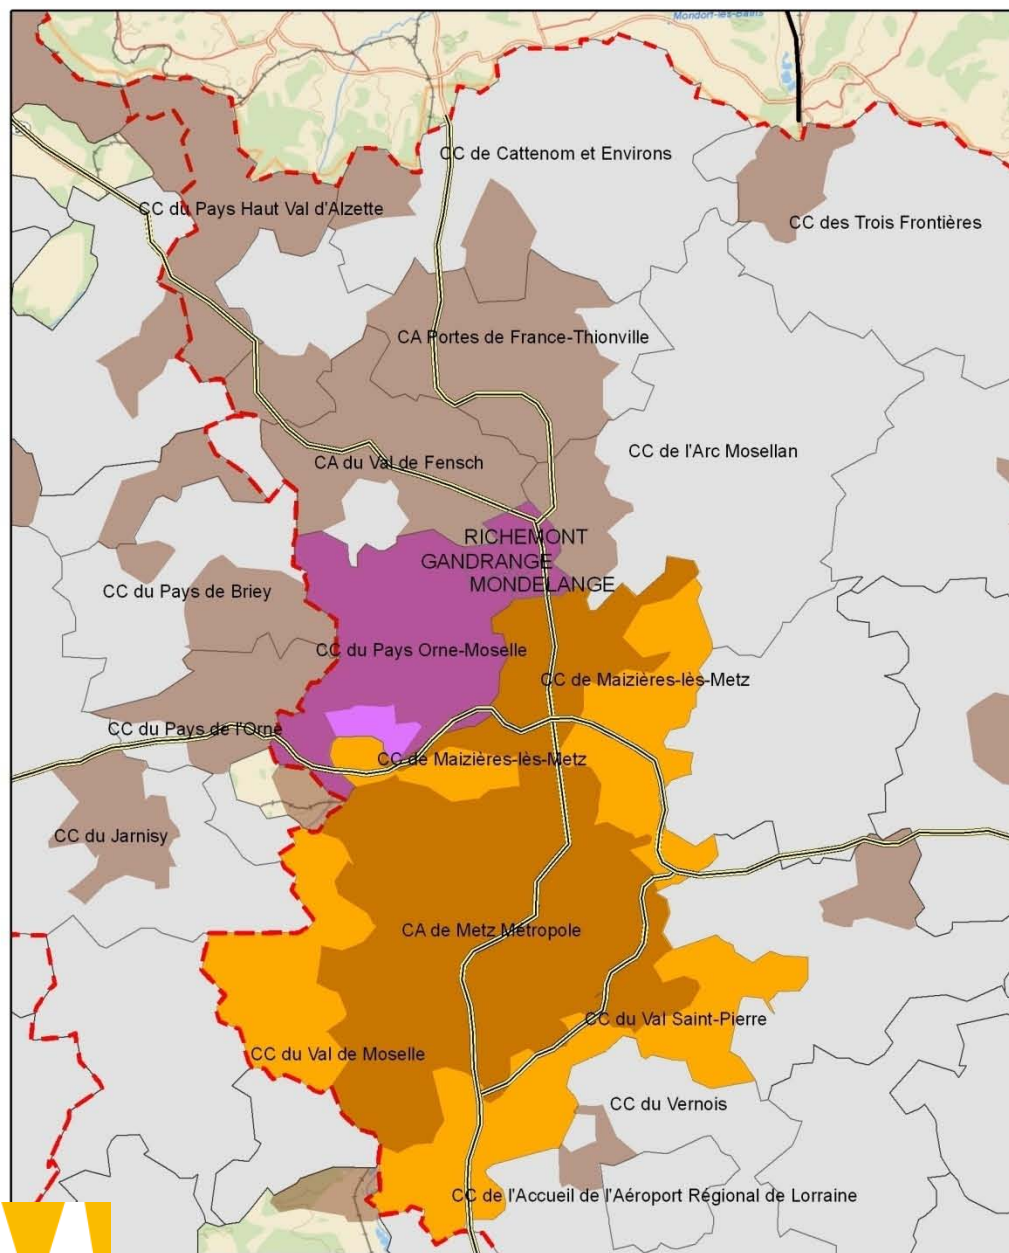 Mondorf-les-Bains
CC de Cattenom et Environs
CC du Pays Haut Val d'Alzette
CC des Trois Frontières
CA Portes de France-Thionville
CC de l'Arc Mosellan
CA du Val de Fensch
RICHEMONT
GANDRANGE
MONDELANGE
CC du Pays de Briey
CC du Pays Orne-Moselle
CC de Maizières-lès-Metz
CC du Pays de l'Orne
CC de Maizières-lès-Metz
CC du Jarnisy
CA de Metz Métropole
CC du Val Saint-Pierre
CC du Val de Moselle
CC du Vernois
CC de l'Accueil de l'Aéroport Régional de Lorraine